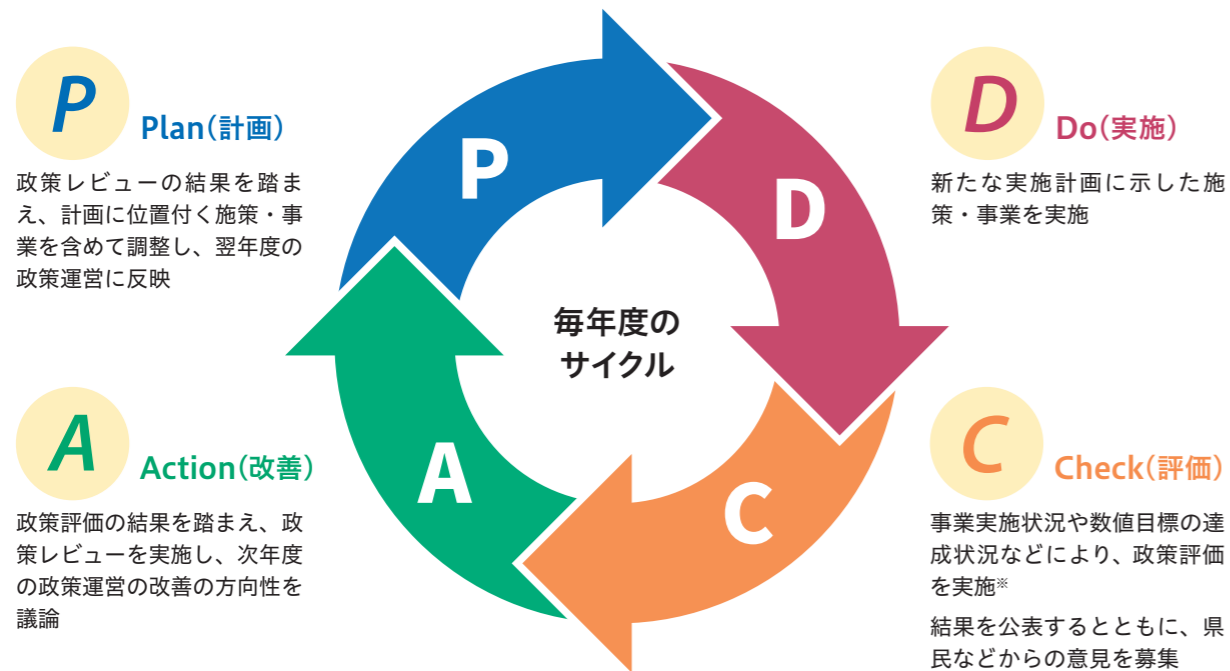 P
Plan(計画)
政策レビューの結果を踏ま
え、計画に位置付く施策・事
業を含めて調整し、翌年度の
政策運営に反映
D
Do(実施)
新たな実施計画に示した施
策・事業を実施
P
D
C
A
毎年度の
サイクル
A
Action(改善)
政策評価の結果を踏まえ、政
策レビューを実施し、次年度
の政策運営の改善の方向性を
議論
C
Check(評価)
事業実施状況や数値目標の達
成状況などにより、政策評価
を実施※
結果を公表するとともに、県
民などからの意見を募集